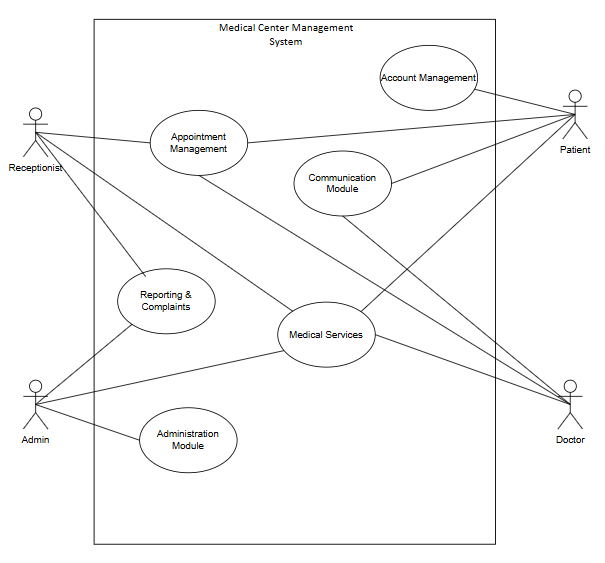 Medical Center Management
System
Account Management
Appointment
Management
Receptionist
Patient
Communication
Module
Reporting &
Complaints
Medical Services
Admin
Administration
Module
Doctor